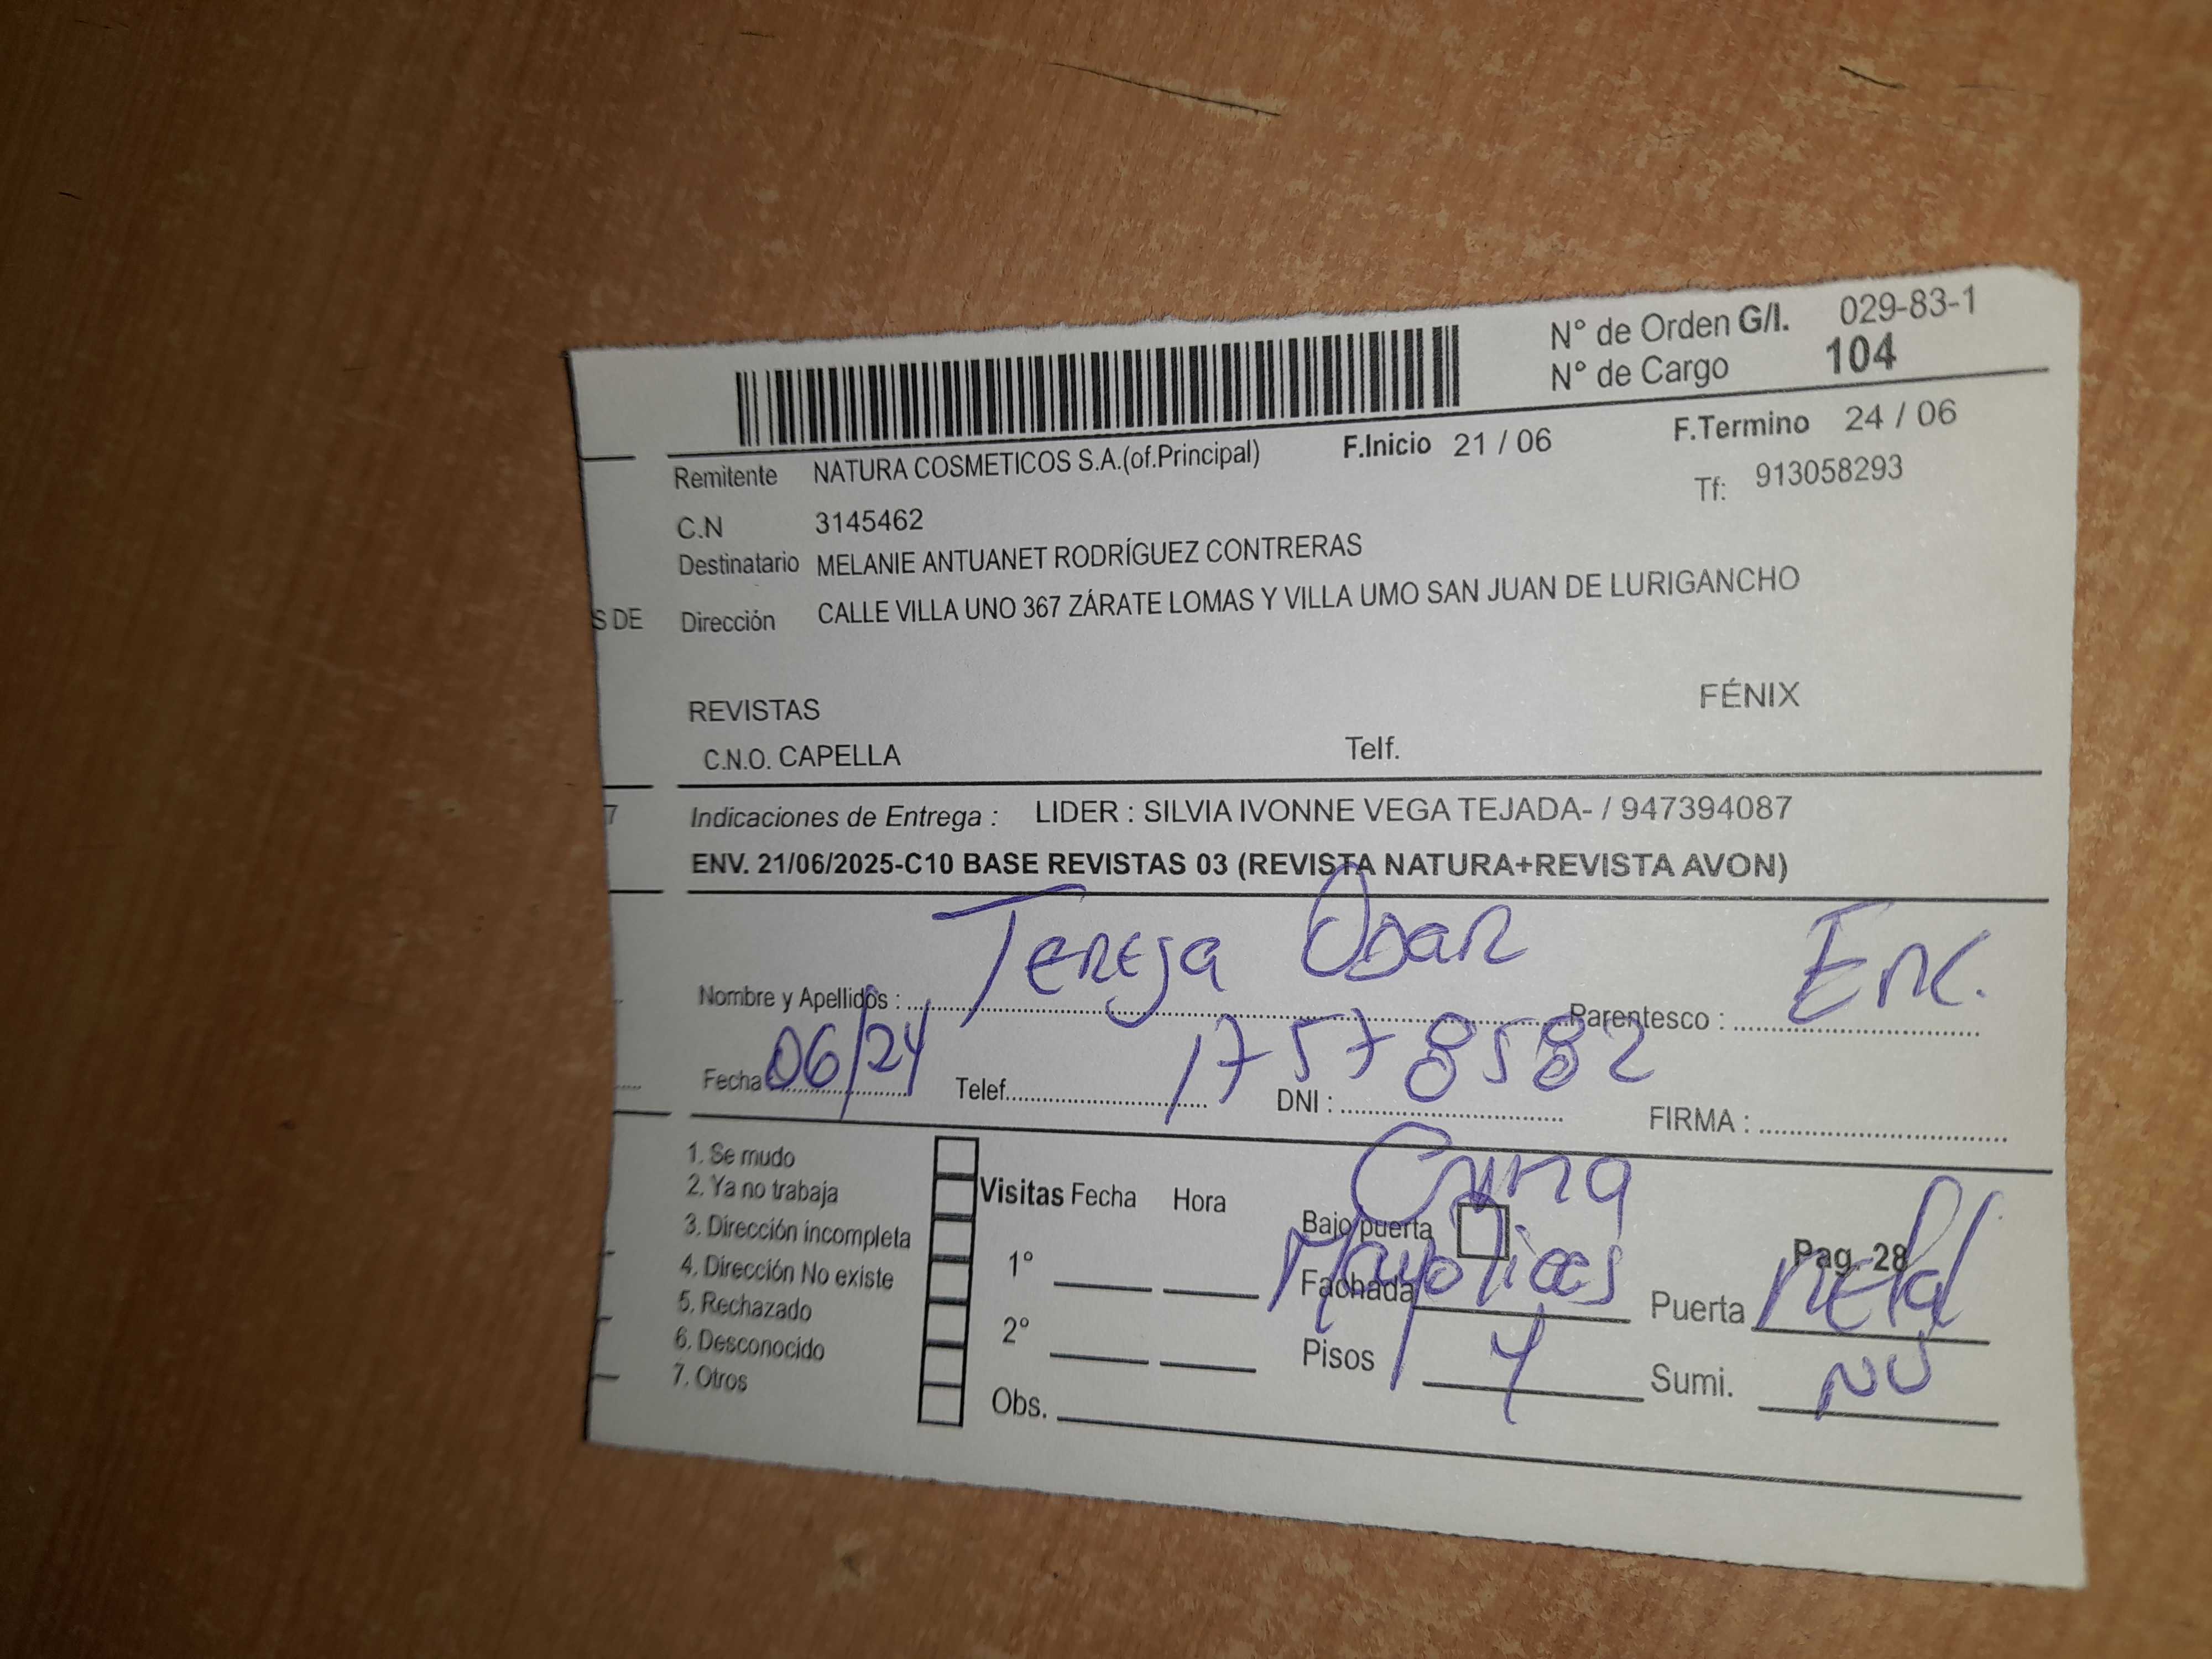 N° de Orden G/I. 029-83-1
N° de Cargo 104
F.Inicio 21 / 06 F.Termino 24 / 06
Remitente NATURA COSMETICOS S.A.(of.Principal) Tf: 913058293
C.N 3145462
Destinatario MELANIE ANTUANET RODRÍGUEZ CONTRERAS
S DE Dirección CALLE VILLA UNO 367 ZÁRATE LOMAS Y VILLA UMO SAN JUAN DE LURIGANCHO
REVISTAS FÉNIX
C.N.O. CAPELLA Telf.
7 Indicaciones de Entrega : LIDER : SILVIA IVONNE VEGA TEJADA- / 947394087
ENV. 21/06/2025-C10 BASE REVISTAS 03 (REVISTA NATURA+REVISTA AVON)
Nombre y Apellidos : Teresa Odar Parentesco : Enc.
Fecha 06/24 Telef. DNI : 17578582 FIRMA :
1. Se mudo
2. Ya no trabaja
3. Dirección incompleta
4. Dirección No existe
5. Rechazado
6. Desconocido
7. Otros
Visitas Fecha Hora
1°
2°
Obs.
Bajo puerta Pag. 28
Fachada Mayolicas Puerta
Pisos 4 Sumi. NU